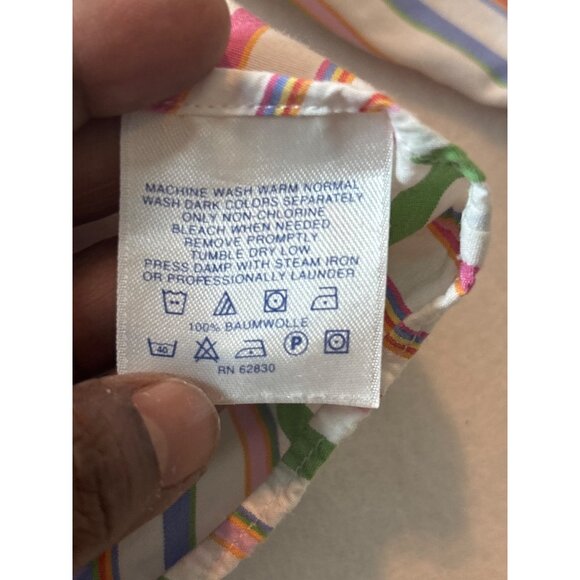 MACHINE WASH WARM NORMAL
WASH DARK COLORS SEPARATELY
ONLY NON-CHLORINE
BLEACH WHEN NEEDED
REMOVE PROMPTLY
TUMBLE DRY LOW
PRESS DAMP WITH STEAM IRON
OR PROFESSIONALLY LAUNDER
100% BAUMWOLLE
40 P
RN 62830